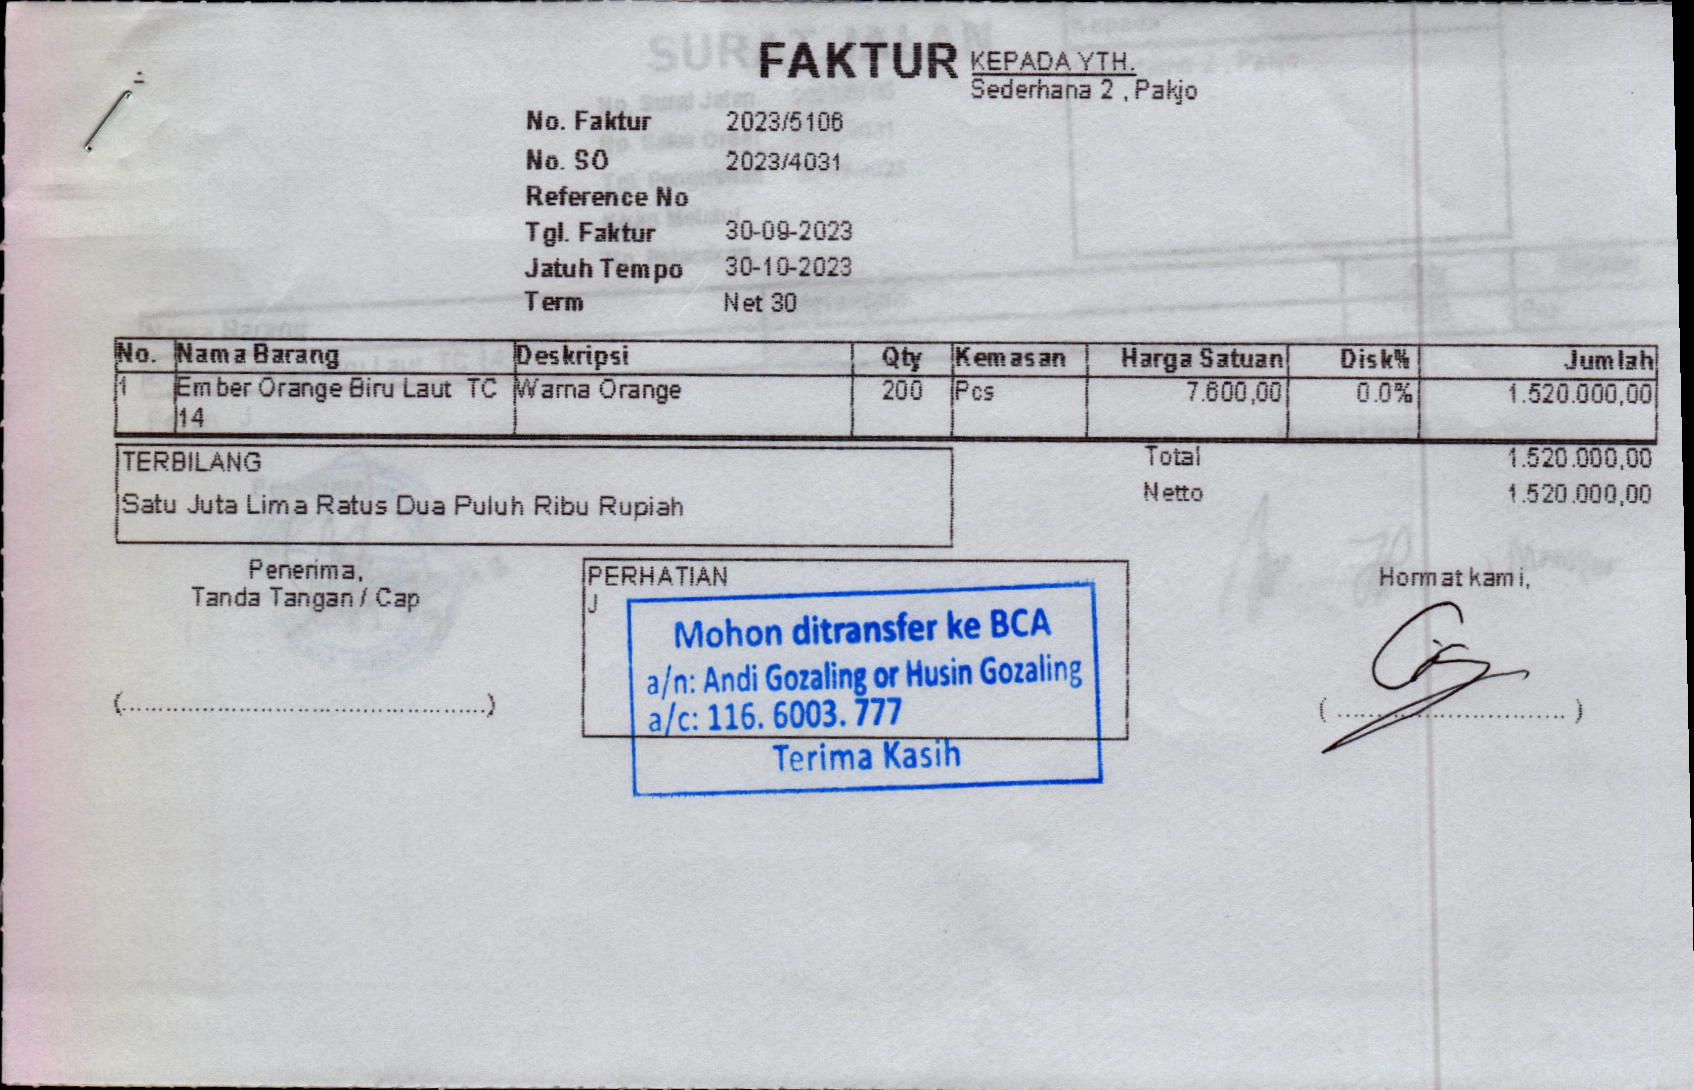 FAKTUR
KEPADA YTH.
Sederhana 2 , Pakjo
No. Faktur 2023/5106
No. SO 2023/4031
Reference No
Tgl. Faktur 30-09-2023
Jatuh Tempo 30-10-2023
Term Net 30
No. Nama Barang Deskripsi Qty Kemasan Harga Satuan Disk% Jumlah
1 Ember Orange Biru Laut TC Warna Orange 200 Pcs 7.600,00 0.0% 1.520.000,00
14
TERBILANG
Satu Juta Lima Ratus Dua Puluh Ribu Rupiah
Total 1.520.000,00
Netto 1.520.000,00
Penerima,
Tanda Tangan / Cap
(.................................................)
PERHATIAN
J
Mohon ditransfer ke BCA
a/n: Andi Gozaling or Husin Gozaling
a/c: 116. 6003. 777
Terima Kasih
Hormat kami,
( ............................... )